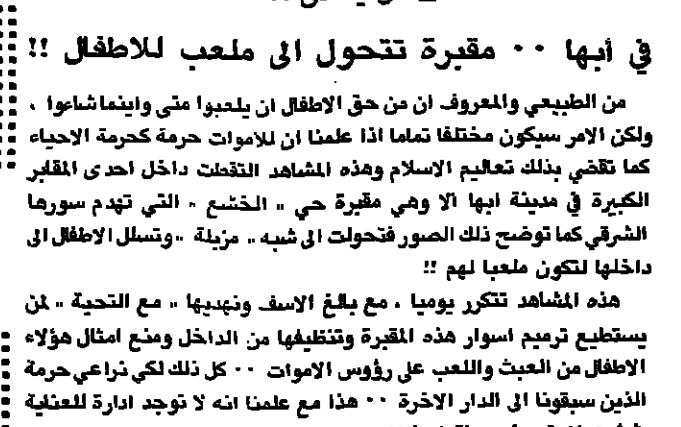 في أبها ٠٠ مقبرة تتحول الى ملعب للاطفال !!
من الطبيعي والمعروف ان من حق الاطفال ان يلعبوا متى واينما شاءوا ،
ولكن الامر سيكون مختلفا تماما اذا علمنا ان للاموات حرمة كحرمة الاحياء
كما تقضي بذلك تعاليم الاسلام وهذه المشاهد التقطت داخل احدى المقابر
الكبيرة في مدينة ابها ألا وهي مقبرة حي « الخشع » التي تهدم سورها
الشرقي كما توضح ذلك الصور فتحولت الى شبه « مزبلة » وتسلل الاطفال الى
داخلها لتكون ملعبا لهم !!
هذه المشاهد تتكرر يوميا ، مع بالغ الاسف ونهديها « مع التحية » لمن
يستطيع ترميم اسوار هذه المقبرة وتنظيفها من الداخل ومنع امثال هؤلاء
الاطفال من العبث واللعب على رؤوس الاموات ٠٠ كل ذلك لكي نراعي حرمة
الذين سبقونا الى الدار الاخرة ٠٠ هذا مع علمنا انه لا توجد ادارة للعناية